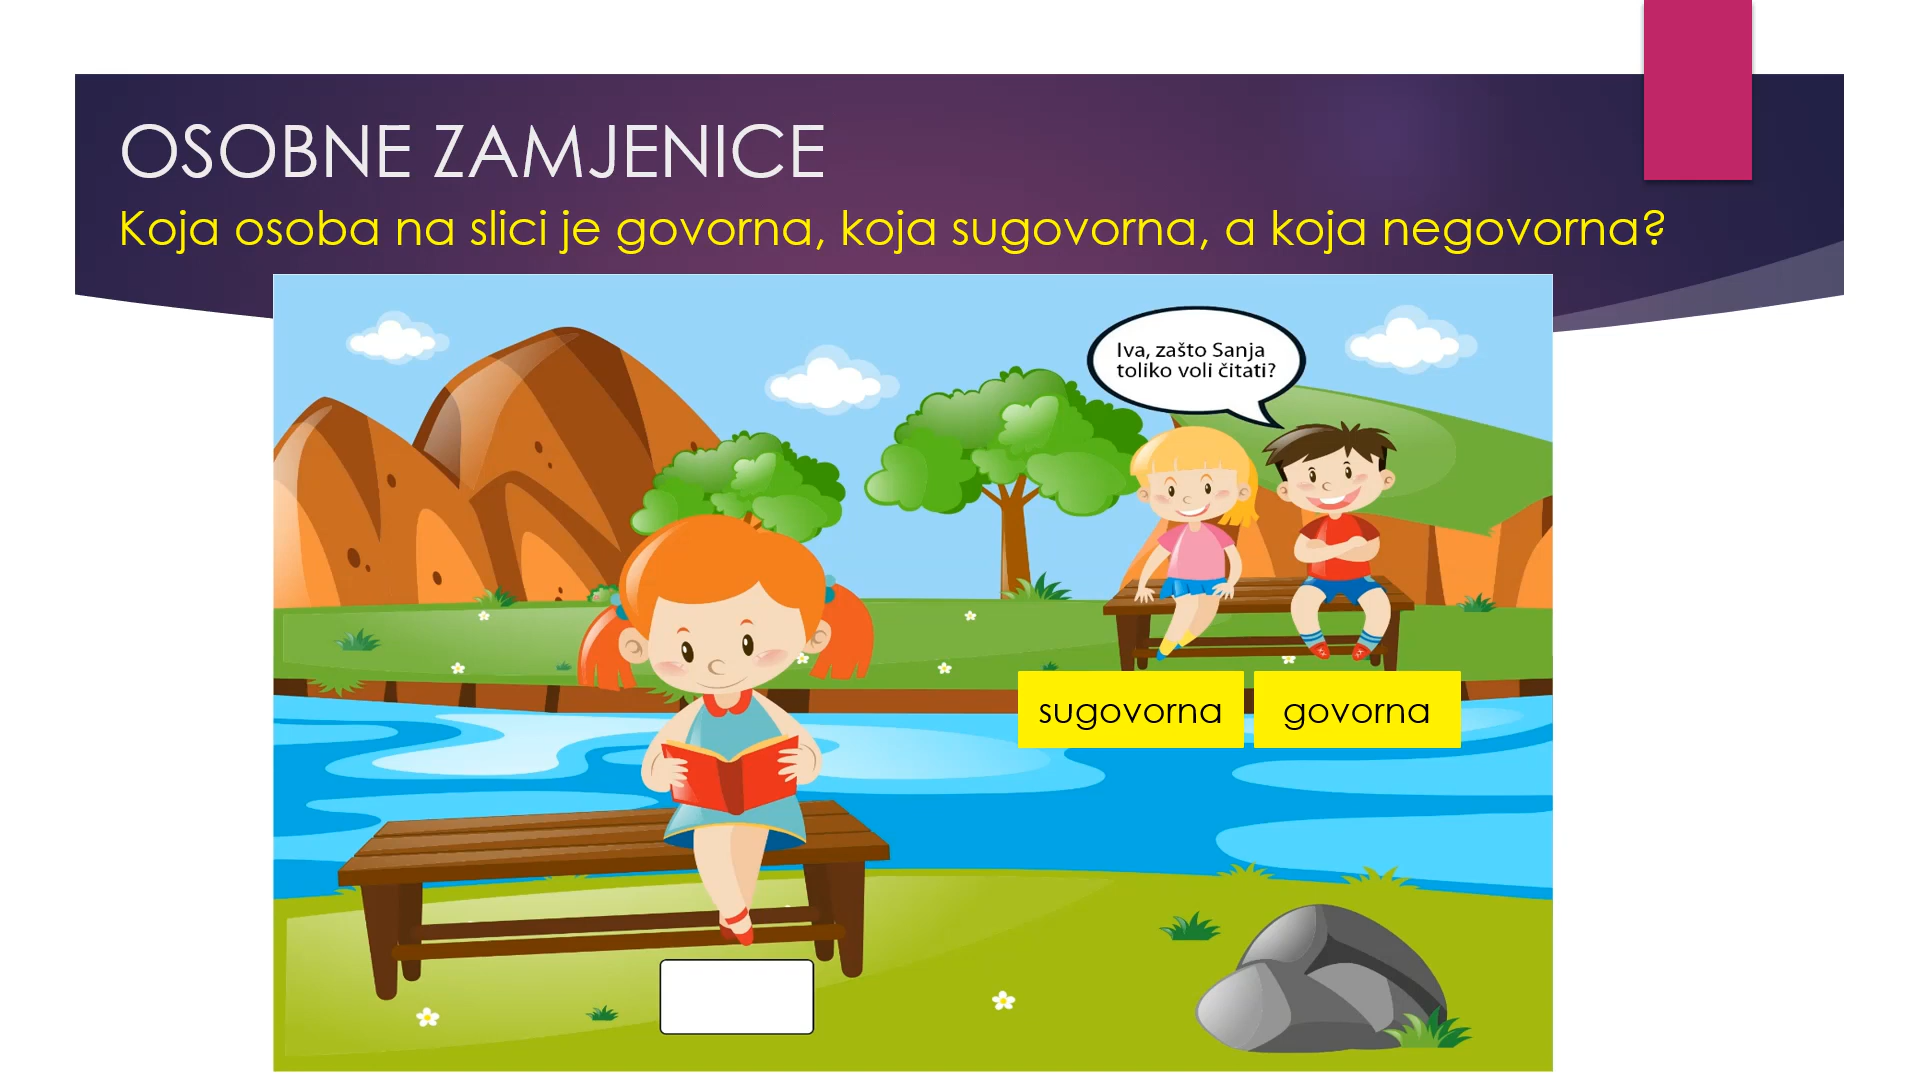 OSOBNE ZAMJENICE
Koja osoba na slici je govorna, koja sugovorna, a koja negovorna?
Iva, zašto Sanja
toliko voli čitati?
sugovorna
govorna